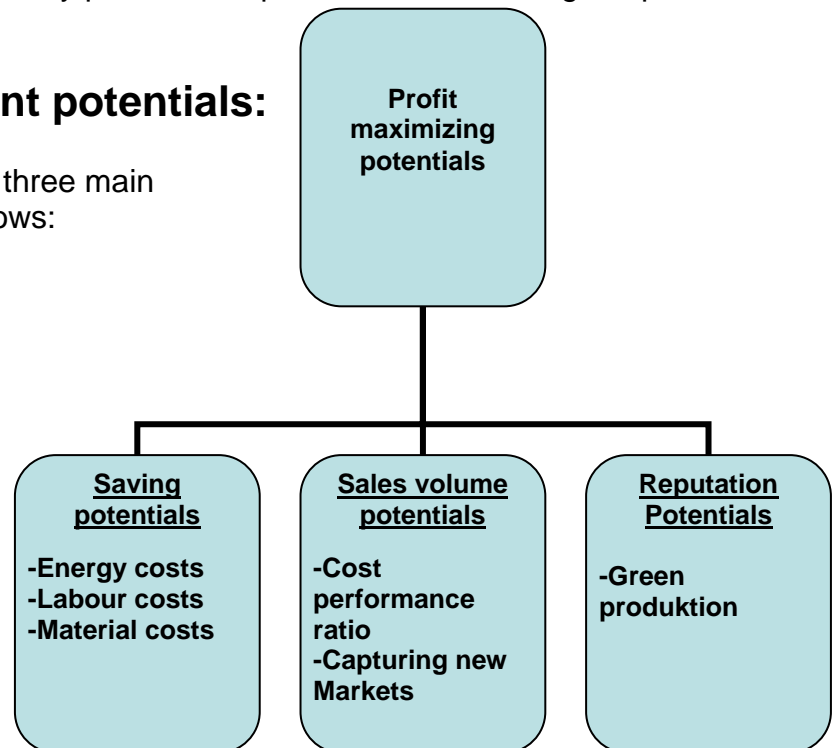 nt potentials:
three main
ows:
Profit
maximizing
potentials
Saving
potentials
-Energy costs
-Labour costs
-Material costs
Sales volume
potentials
-Cost
performance
ratio
-Capturing new
Markets
Reputation
Potentials
-Green
produktion